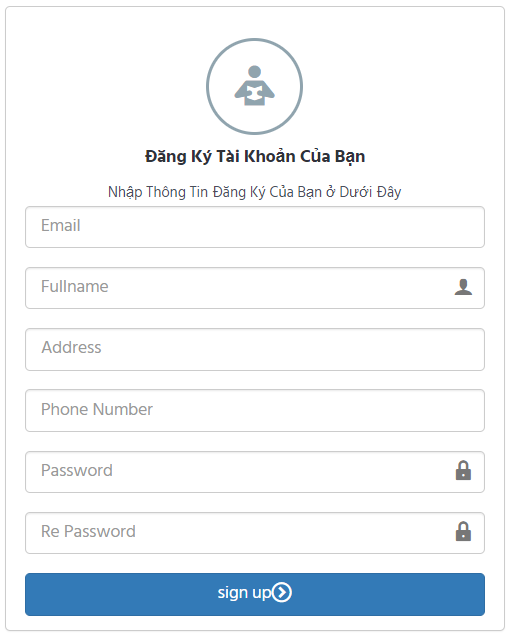 Đăng Ký Tài Khoản Của Bạn
Nhập Thông Tin Đăng Ký Của Bạn ở Dưới Đây
Email
Fullname
Address
Phone Number
Password
Re Password
sign up